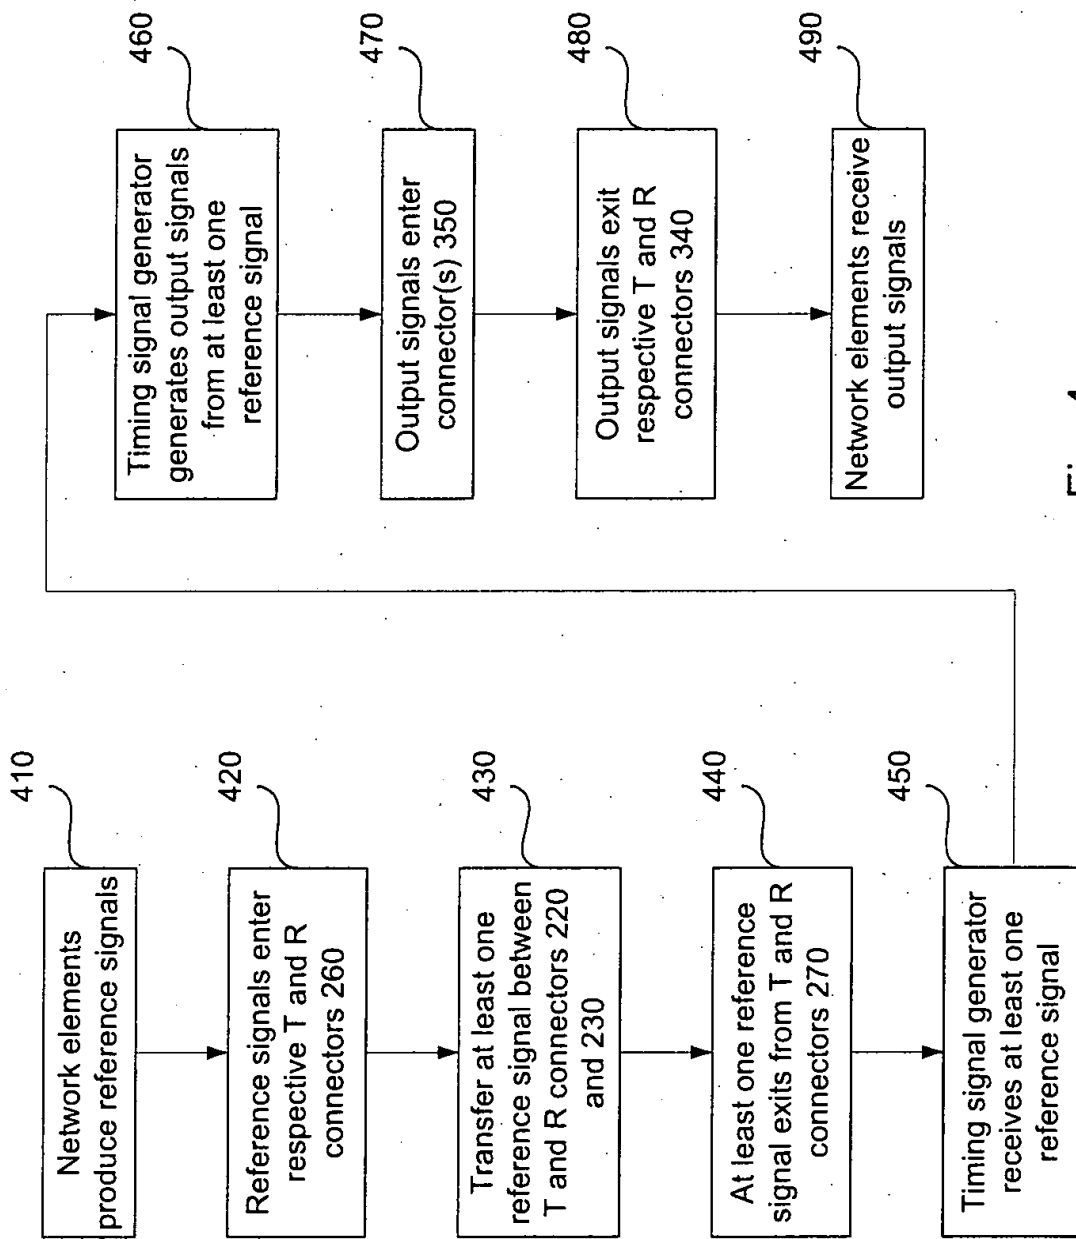 410
Network elements
produce reference signals
420
Reference signals enter
respective T and R
connectors 260
430
Transfer at least one
reference signal between
T and R connectors 220
and 230
440
At least one reference
signal exits from T and R
connectors 270
450
Timing signal generator
receives at least one
reference signal
460
Timing signal generator
generates output signals
from at least one
reference signal
470
Output signals enter
connector(s) 350
480
Output signals exit
respective T and R
connectors 340
490
Network elements receive
output signals